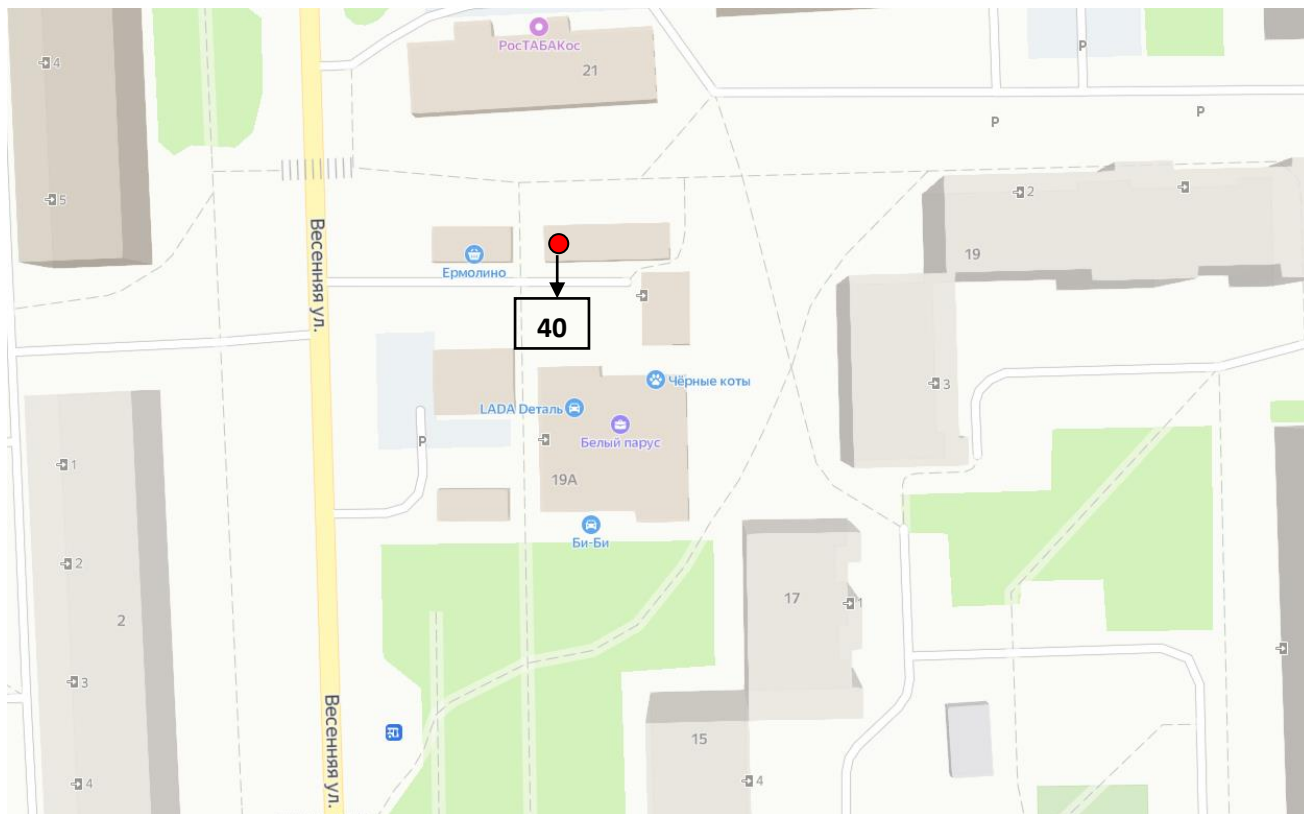 РосТАБАКос
21
4
P
P
P
5
2
Весенняя ул.
19
Ермолино
40
Чёрные коты
3
LADA Деталь
Белый парус
P
1
19А
Би-Би
2
17
1
2
3
Весенняя ул.
15
4
4